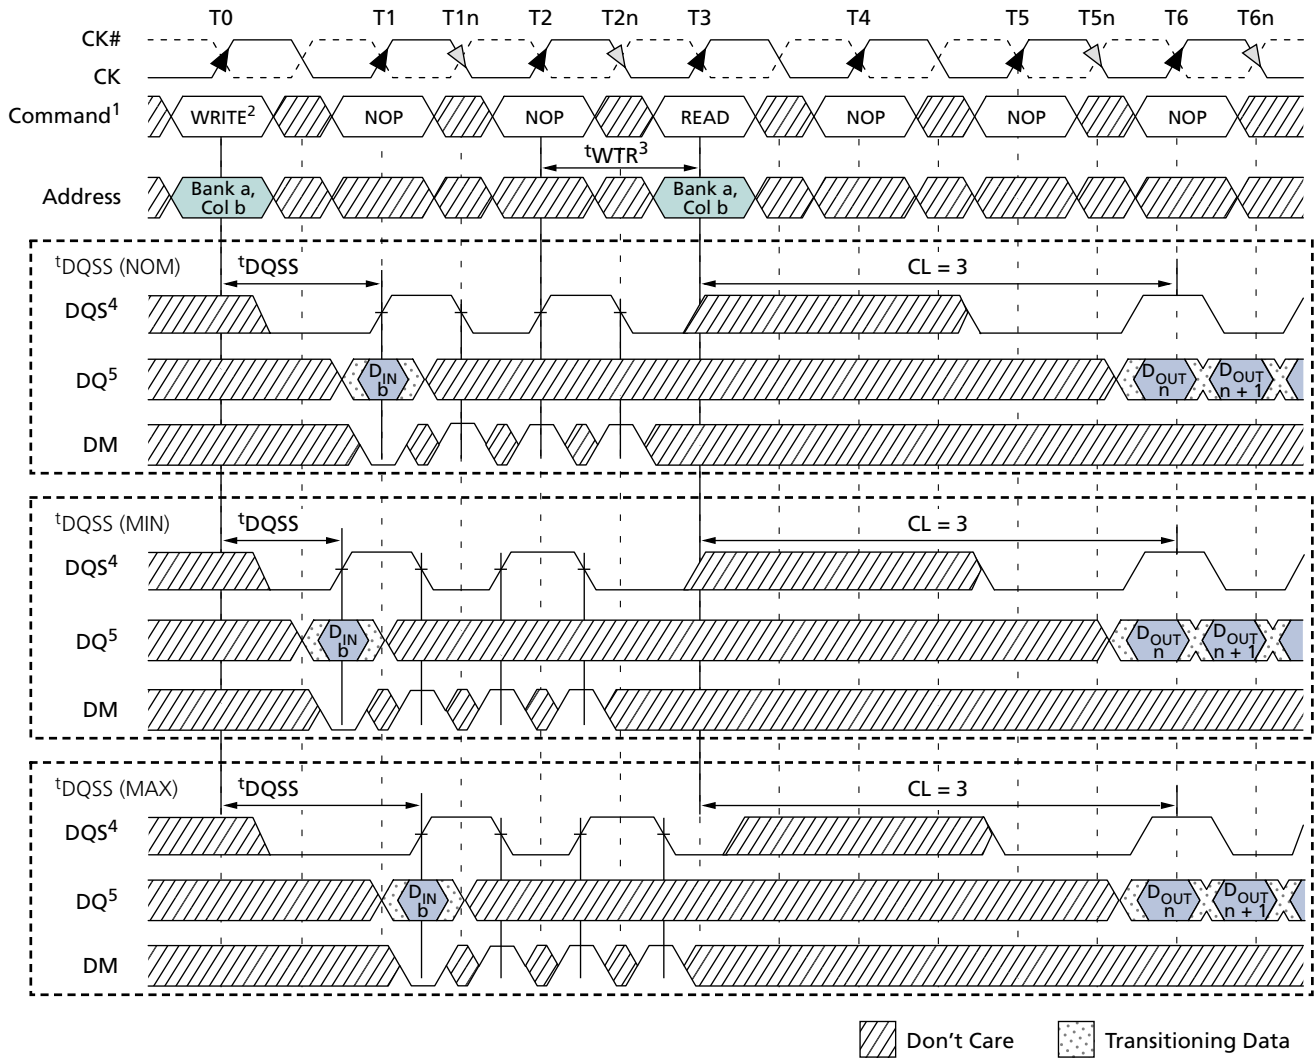 T0 T1 T1n T2 T2n T3 T4 T5 T5n T6 T6n
CK#
CK
Command1 WRITE2 NOP NOP READ NOP NOP NOP
tWTR3
Address Bank a, Col b Bank a, Col b
tDQSS (NOM) tDQSS CL = 3
DQS4
DQ5 DIN b DOUT n DOUT n + 1
DM
tDQSS (MIN) tDQSS CL = 3
DQS4
DQ5 DIN b DOUT n DOUT n + 1
DM
tDQSS (MAX) tDQSS CL = 3
DQS4
DQ5 DIN b DOUT n DOUT n + 1
DM
Don't Care Transitioning Data